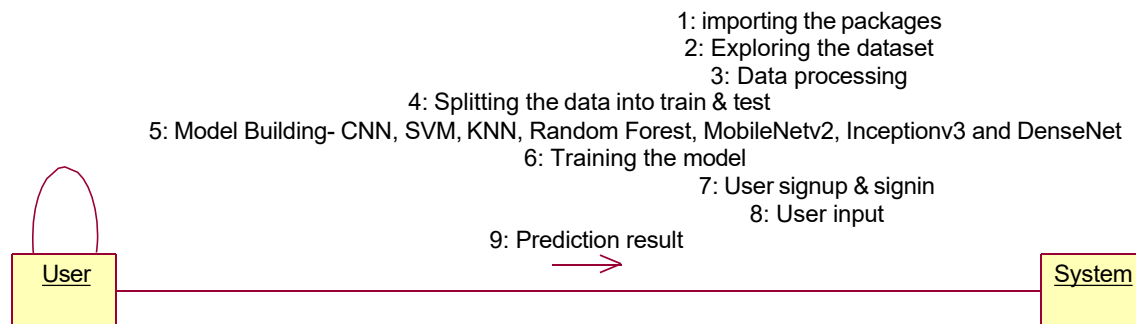 1: importing the packages
2: Exploring the dataset
3: Data processing
4: Splitting the data into train & test
5: Model Building- CNN, SVM, KNN, Random Forest, MobileNetv2, Inceptionv3 and DenseNet
6: Training the model
7: User signup & signin
8: User input
9: Prediction result
User
System